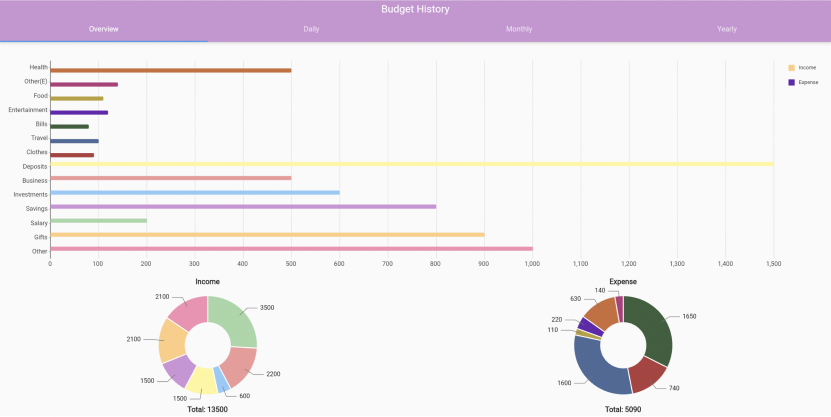 Budget History
Overview Daily Monthly Yearly
Health
Other(E)
Food
Entertainment
Bills
Travel
Clothes
Deposits
Business
Investments
Savings
Salary
Gifts
Other
0 100 200 300 400 500 600 700 800 900 1,000 1,100 1,200 1,300 1,400 1,500
Income
Expense
Income
2100
3500
2100
1500
1500
600
2200
Total: 13500
Expense
140
630
1650
220
110
1600
740
Total: 5090